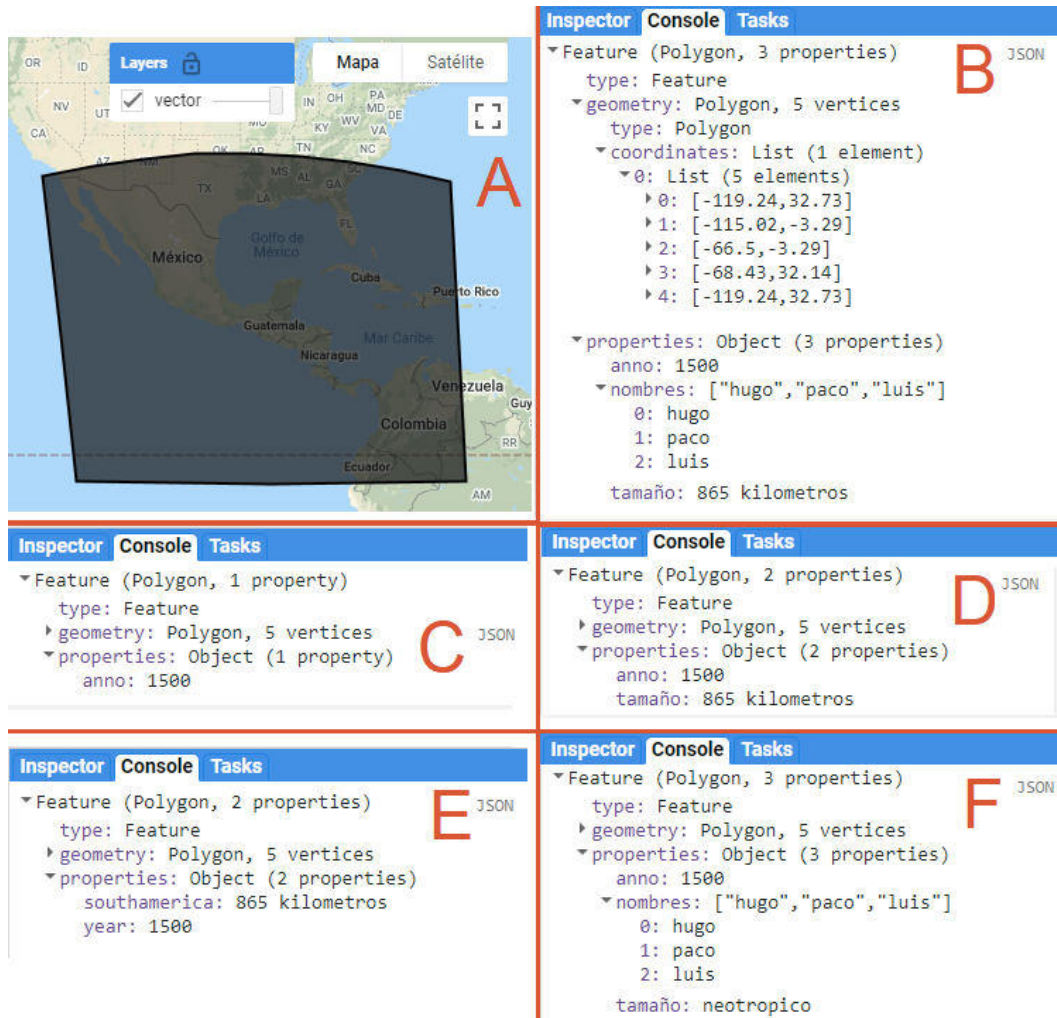 OR
ID
Layers
Mapa
Satélite
vector
NV
UT
CA
IN
OH
PA
MD
DE
MO
KY
WV
VA
AZ
NM
OK
AR
TN
NC
MS
AL
GA
TX
LA
FL
A
Golfo de
México
México
Cuba
Puerto Rico
Guatemala
Mar Caribe
Nicaragua
Venezuela
Guy
Colombia
RR
Ecuador
AM
Inspector Console Tasks
Feature (Polygon, 3 properties)
B
JSON
type: Feature
geometry: Polygon, 5 vertices
type: Polygon
coordinates: List (1 element)
0: List (5 elements)
0: [-119.24,32.73]
1: [-115.02,-3.29]
2: [-66.5,-3.29]
3: [-68.43,32.14]
4: [-119.24,32.73]
properties: Object (3 properties)
anno: 1500
nombres: ["hugo","paco","luis"]
0: hugo
1: paco
2: luis
tamaño: 865 kilometros
Inspector Console Tasks
Feature (Polygon, 1 property)
type: Feature
geometry: Polygon, 5 vertices
C
JSON
properties: Object (1 property)
anno: 1500
Inspector Console Tasks
Feature (Polygon, 2 properties)
D
JSON
type: Feature
geometry: Polygon, 5 vertices
properties: Object (2 properties)
anno: 1500
tamaño: 865 kilometros
Inspector Console Tasks
Feature (Polygon, 2 properties)
E
JSON
type: Feature
geometry: Polygon, 5 vertices
properties: Object (2 properties)
southamerica: 865 kilometros
year: 1500
Inspector Console Tasks
Feature (Polygon, 3 properties)
F
JSON
type: Feature
geometry: Polygon, 5 vertices
properties: Object (3 properties)
anno: 1500
nombres: ["hugo","paco","luis"]
0: hugo
1: paco
2: luis
tamaño: neotropico